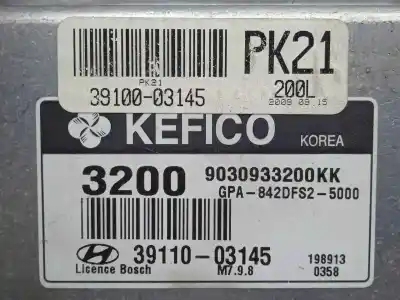 PK21
PK21
200L
39100-03145
2009 09 15
KEFICO
KOREA
3200
9030933200KK
GPA-842DFS2-5000
39110-03145
Licence Bosch
M7.9.8
198913
0358